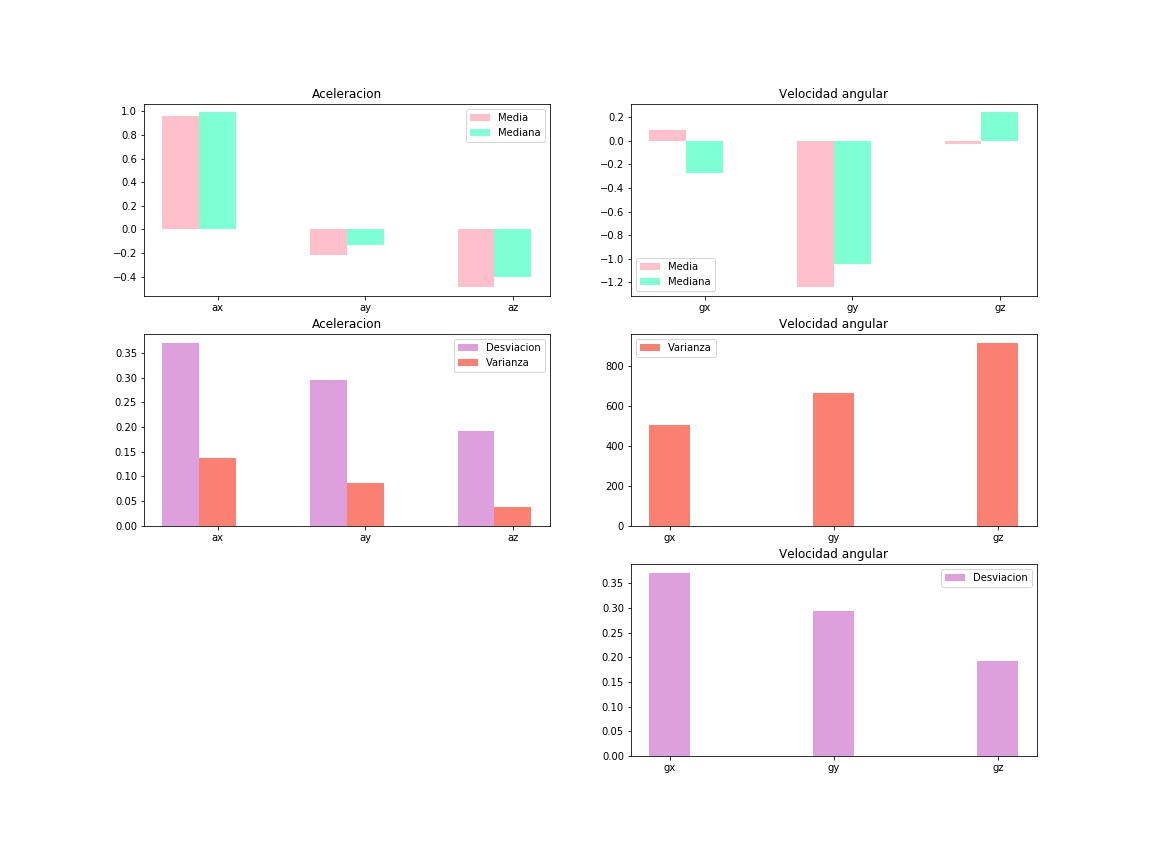 Aceleracion
1.0
0.8
0.6
0.4
0.2
0.0
−0.2
−0.4
Media
Mediana
ax ay az
Velocidad angular
0.2
0.0
−0.2
−0.4
−0.6
−0.8
−1.0
−1.2
Media
Mediana
gx gy gz
Aceleracion
0.35
0.30
0.25
0.20
0.15
0.10
0.05
0.00
Desviacion
Varianza
ax ay az
Velocidad angular
800
600
400
200
0
Varianza
gx gy gz
Velocidad angular
0.35
0.30
0.25
0.20
0.15
0.10
0.05
0.00
Desviacion
gx gy gz